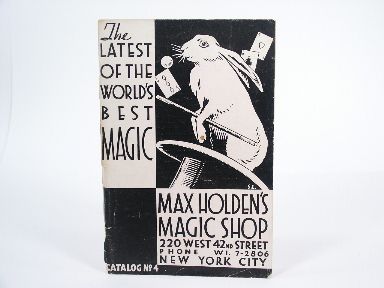 The
LATEST
OF THE
WORLD'S
BEST
MAGIC
MAX HOLDEN'S
MAGIC SHOP
220 WEST 42ND STREET
PHONE WI. 7-2806
NEW YORK CITY
CATALOG No 4